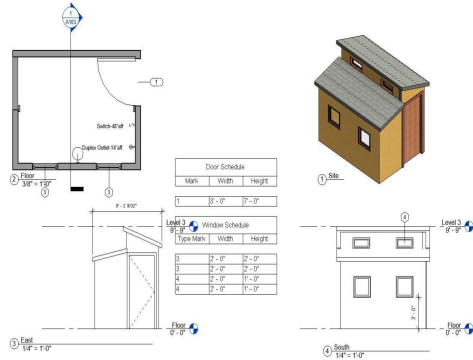 1
A103
1
Switch-48"aff
Duplex Outlet-14"aff
2 Floor
3/8" = 1'-0"
3
3
1 Site
Door Schedule
Mark Width Height
1 3' - 0" 7' - 0"
Window Schedule
Type Mark Width Height
3 2' - 0" 2' - 0"
3 2' - 0" 2' - 0"
4 2' - 0" 1' - 0"
4 2' - 0" 1' - 0"
8' - 2 9/32"
Level 3
9' - 9"
Floor
0' - 0"
3 East
1/4" = 1'-0"
4
Level 3
9' - 9"
3' - 0"
Floor
0' - 0"
4 South
1/4" = 1'-0"